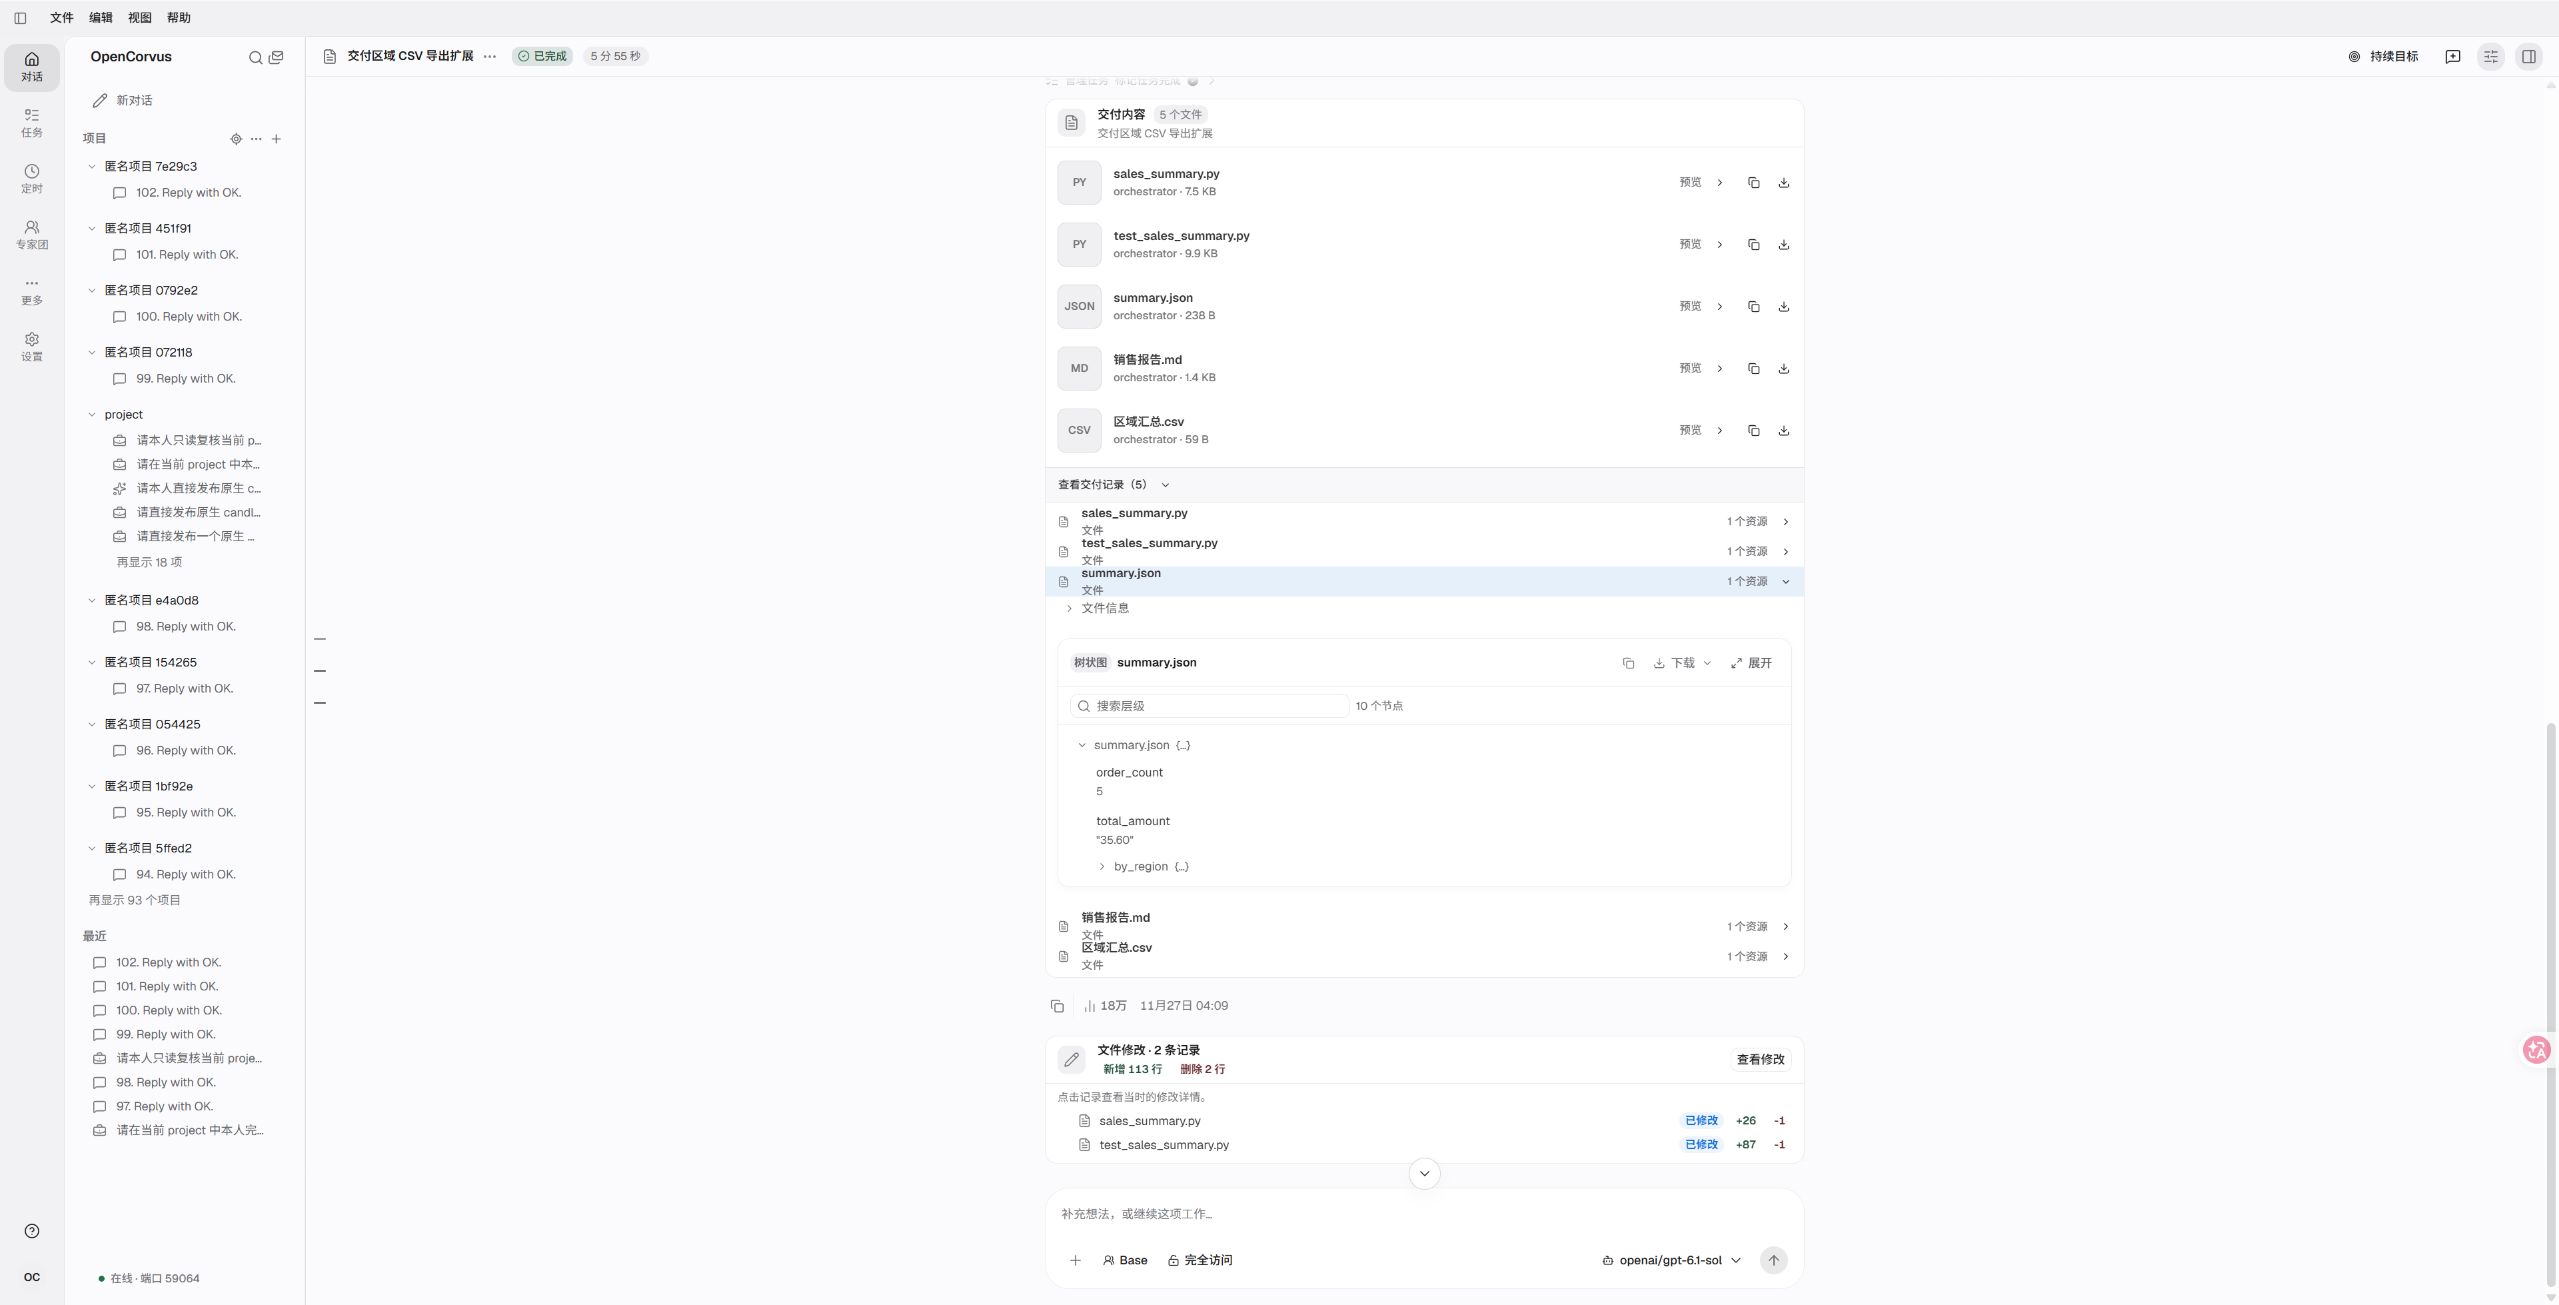 文件 编辑 视图 帮助
对话
任务
定时
专家团
更多
设置
OC
OpenCorvus
新对话
项目
匿名项目 7e29c3
102. Reply with OK.
匿名项目 451f91
101. Reply with OK.
匿名项目 0792e2
100. Reply with OK.
匿名项目 072118
99. Reply with OK.
project
请本人只读复核当前 p...
请在当前 project 中本...
请本人直接发布原生 c...
请直接发布原生 candl...
请直接发布一个原生 ...
再显示 18 项
匿名项目 e4a0d8
98. Reply with OK.
匿名项目 154265
97. Reply with OK.
匿名项目 054425
96. Reply with OK.
匿名项目 1bf92e
95. Reply with OK.
匿名项目 5ffed2
94. Reply with OK.
再显示 93 个项目
最近
102. Reply with OK.
101. Reply with OK.
100. Reply with OK.
99. Reply with OK.
请本人只读复核当前 proje...
98. Reply with OK.
97. Reply with OK.
请在当前 project 中本人完...
在线 · 端口 59064
交付区域 CSV 导出扩展 ··· 已完成 5 分 55 秒
持续目标
管理任务 标记任务完成
交付内容 5 个文件
交付区域 CSV 导出扩展
PY sales_summary.py 预览
orchestrator · 7.5 KB
PY test_sales_summary.py 预览
orchestrator · 9.9 KB
JSON summary.json 预览
orchestrator · 238 B
MD 销售报告.md 预览
orchestrator · 1.4 KB
CSV 区域汇总.csv 预览
orchestrator · 59 B
查看交付记录（5）
sales_summary.py 1 个资源
文件
test_sales_summary.py 1 个资源
文件
summary.json 1 个资源
文件
文件信息
树状图 summary.json 下载 展开
搜索层级 10 个节点
summary.json {...}
order_count
5
total_amount
"35.60"
by_region {...}
销售报告.md 1 个资源
文件
区域汇总.csv 1 个资源
文件
18万 11月27日 04:09
文件修改 · 2 条记录 查看修改
新增 113 行 删除 2 行
点击记录查看当时的修改详情。
sales_summary.py 已修改 +26 -1
test_sales_summary.py 已修改 +87 -1
补充想法，或继续这项工作...
Base 完全访问 openai/gpt-6.1-sol